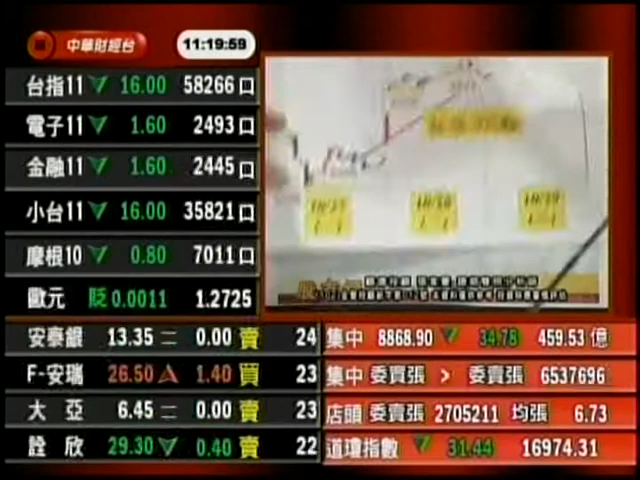 中華財經台 11:19:59
台指11 ▽ 16.00 58266口
電子11 ▽ 1.60 2493口
金融11 ▽ 1.60 2445口
小台11 ▽ 16.00 35821口
摩根10 ▽ 0.80 7011口
歐元 貶 0.0011 1.2725
安泰銀 13.35 = 0.00 賣 24
F-安瑞 26.50 △ 1.40 買 23
大亞 6.45 = 0.00 賣 23
詮欣 29.30 ▽ 0.40 賣 22
集中 8868.90 ▽ 34.78 459.53 億
集中 委買張 > 委賣張 6537696
店頭 委賣張 2705211 均張 6.73
道瓊指數 ▽ 31.44 16974.31